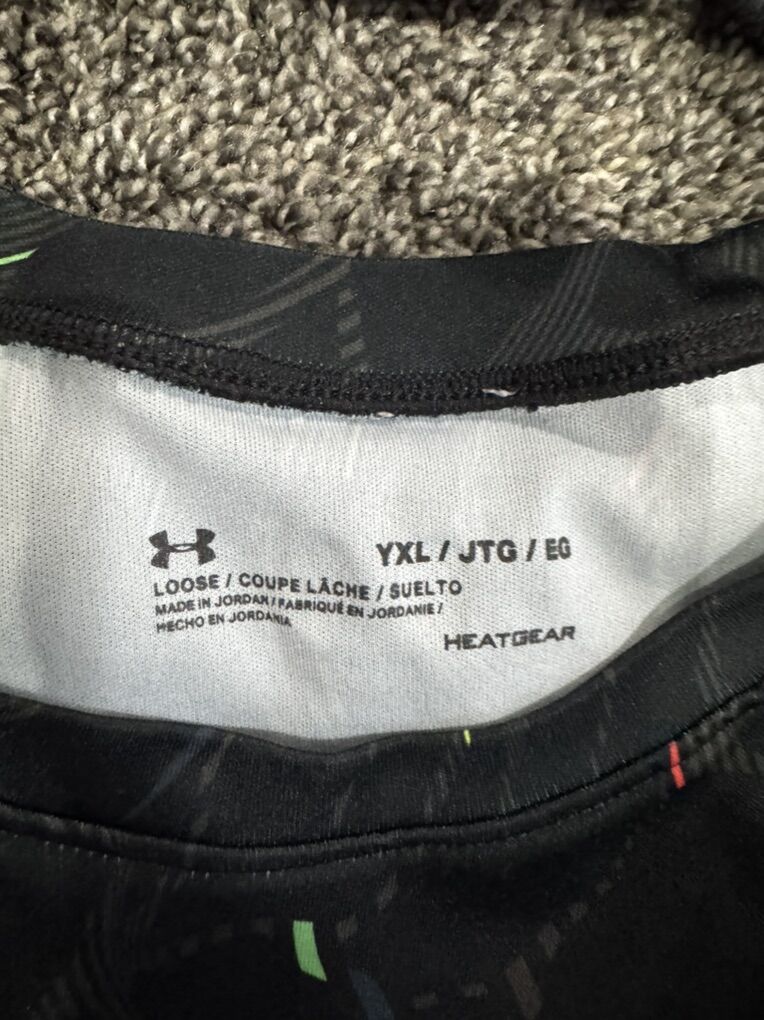 YXL / JTG / EG
LOOSE / COUPE LÂCHE / SUELTO
MADE IN JORDAN / FABRIQUÉ EN JORDANIE /
HECHO EN JORDANIA
HEATGEAR